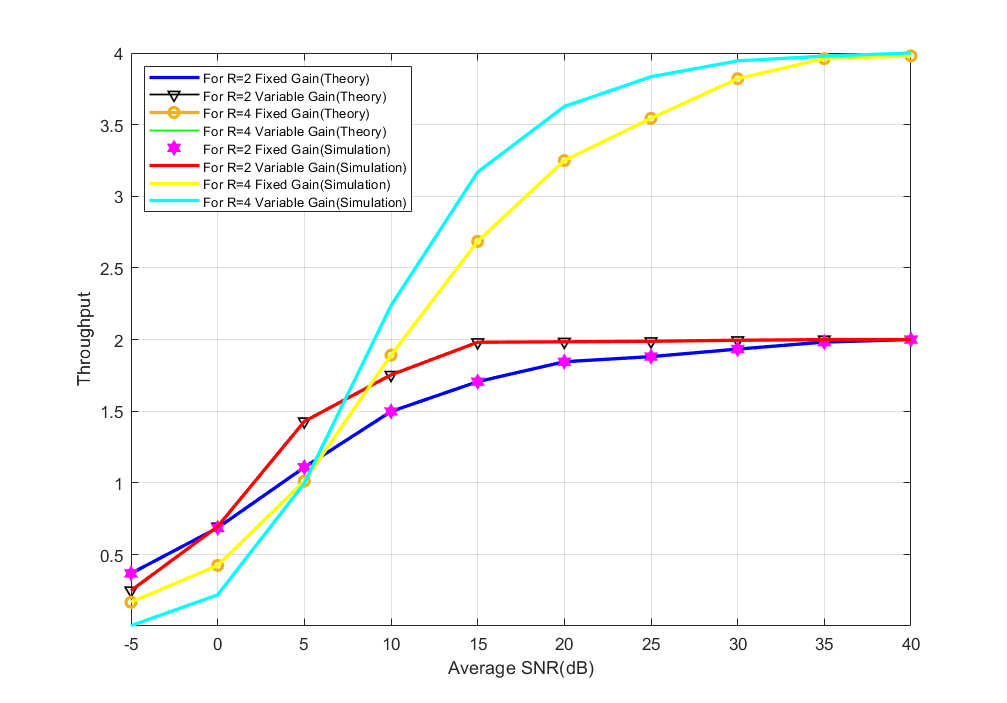 4
3.5
3
2.5
2
1.5
1
0.5
Throughput
For R=2 Fixed Gain(Theory)
For R=2 Variable Gain(Theory)
For R=4 Fixed Gain(Theory)
For R=4 Variable Gain(Theory)
For R=2 Fixed Gain(Simulation)
For R=2 Variable Gain(Simulation)
For R=4 Fixed Gain(Simulation)
For R=4 Variable Gain(Simulation)
-5 0 5 10 15 20 25 30 35 40
Average SNR(dB)